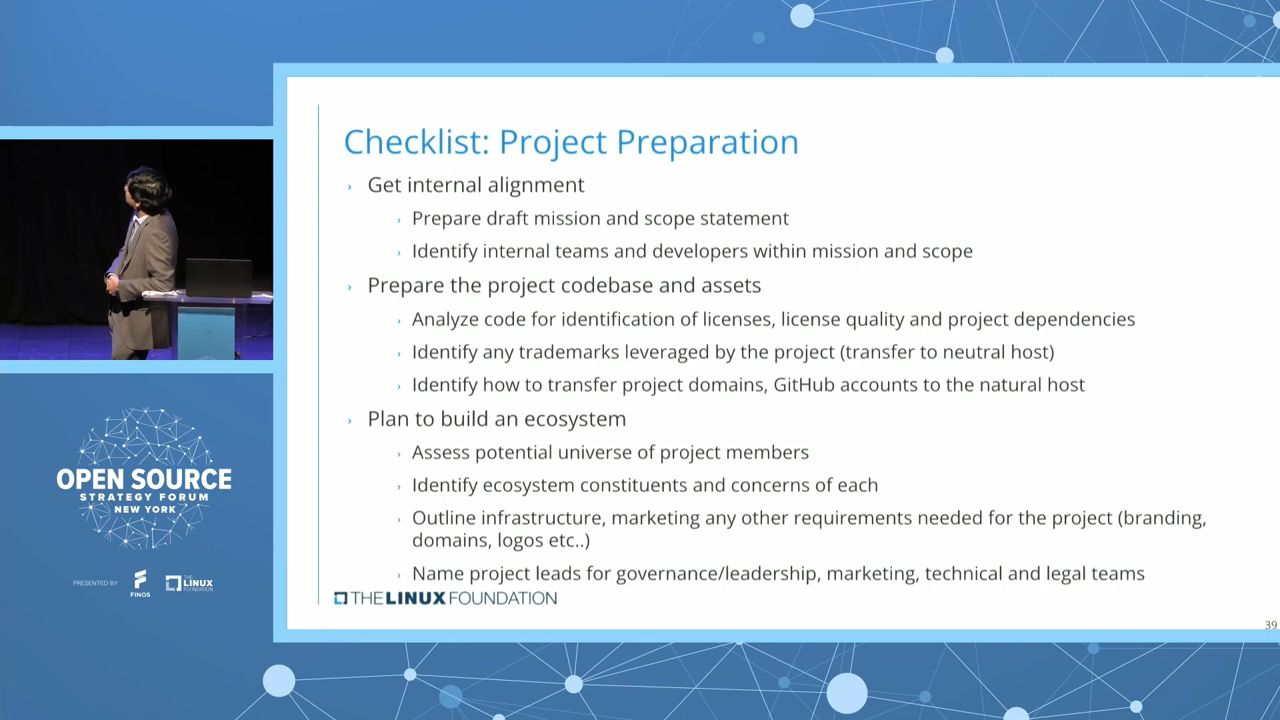 Checklist: Project Preparation
Get internal alignment
Prepare draft mission and scope statement
Identify internal teams and developers within mission and scope
Prepare the project codebase and assets
Analyze code for identification of licenses, license quality and project dependencies
Identify any trademarks leveraged by the project (transfer to neutral host)
Identify how to transfer project domains, GitHub accounts to the natural host
Plan to build an ecosystem
Assess potential universe of project members
Identify ecosystem constituents and concerns of each
Outline infrastructure, marketing any other requirements needed for the project (branding,
domains, logos etc..)
Name project leads for governance/leadership, marketing, technical and legal teams
THE LINUX FOUNDATION
39
OPEN SOURCE
STRATEGY FORUM
NEW YORK
PRESENTED BY
FINOS
THE
LINUX
FOUNDATION